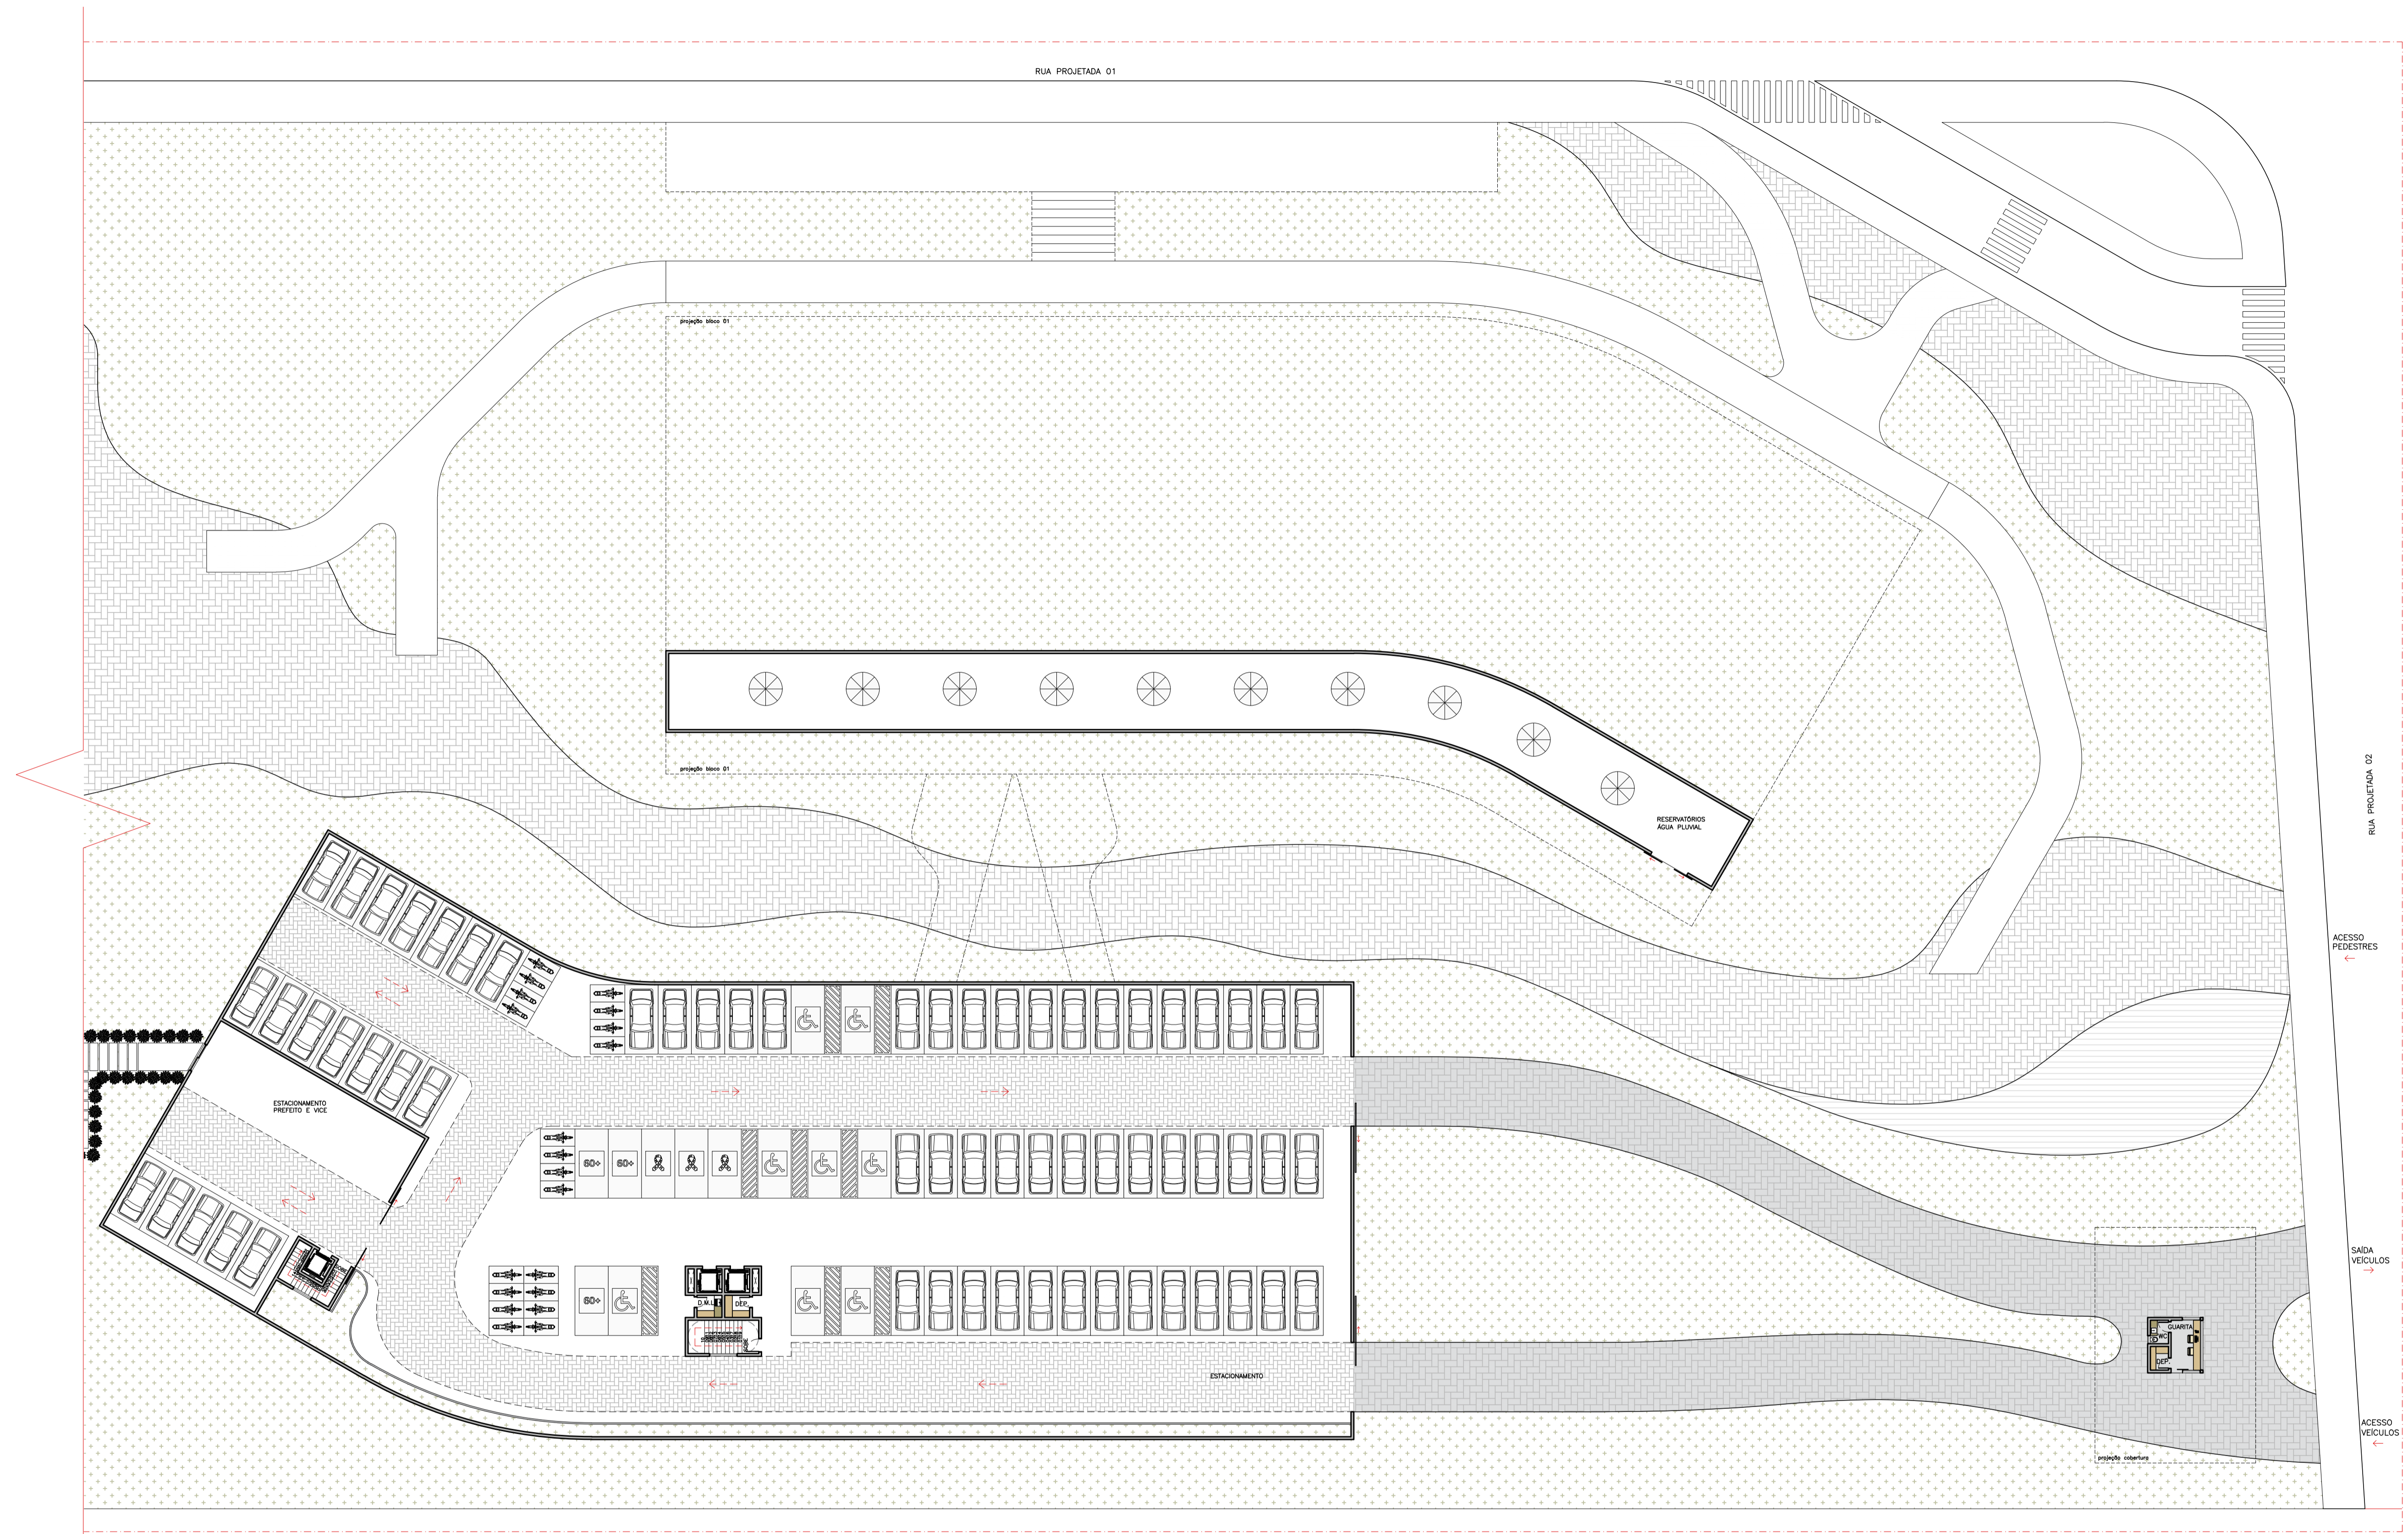 RUA PROJETADA 01
projeção bloco 01
projeção bloco 01
RESERVATÓRIOS
ÁGUA PLUVIAL
RUA PROJETADA 02
ACESSO
PEDESTRES
ESTACIONAMENTO
PREFEITO E VICE
60+
60+
60+
D.M.L.
DEP.
SAÍDA
VEÍCULOS
GUARITA
WC
DEP.
ESTACIONAMENTO
ACESSO
VEÍCULOS
projeção cobertura